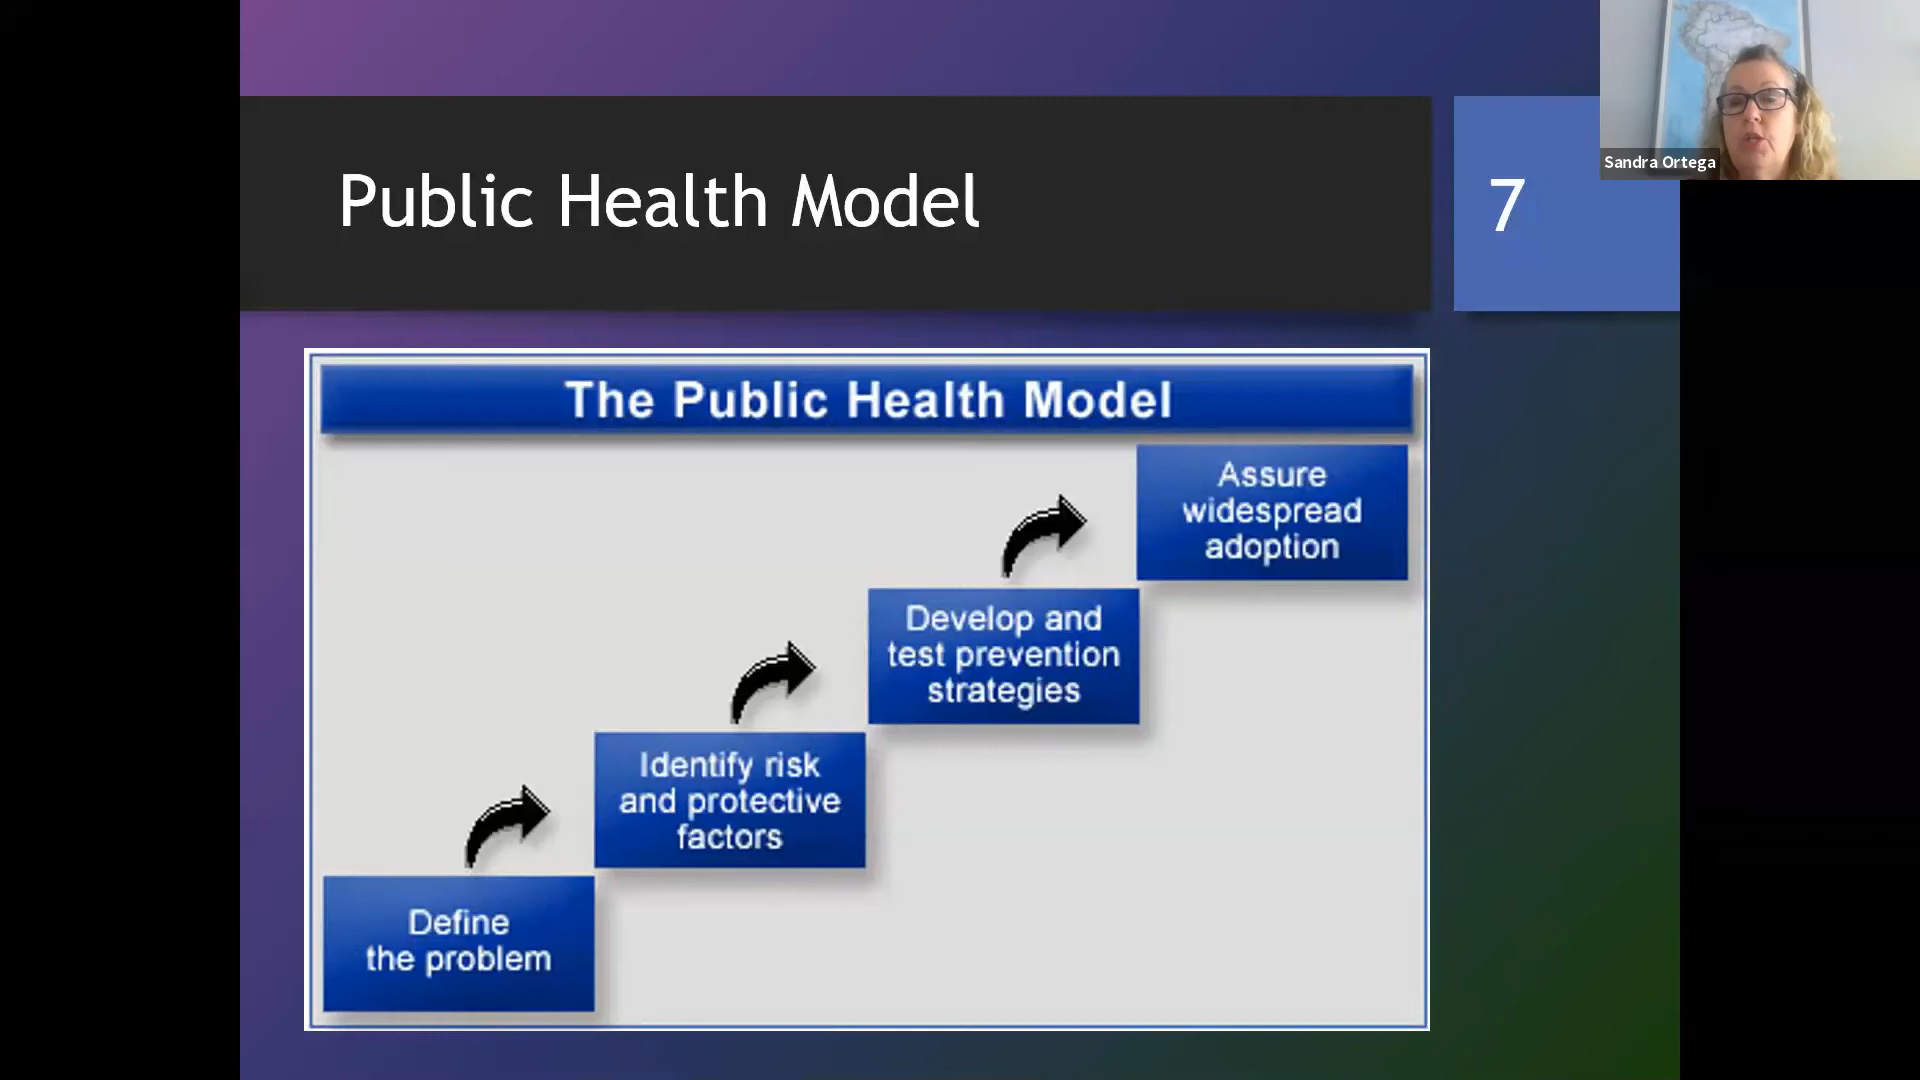 Public Health Model
7
Sandra Ortega
The Public Health Model
Assure
widespread
adoption
Develop and
test prevention
strategies
Identify risk
and protective
factors
Define
the problem